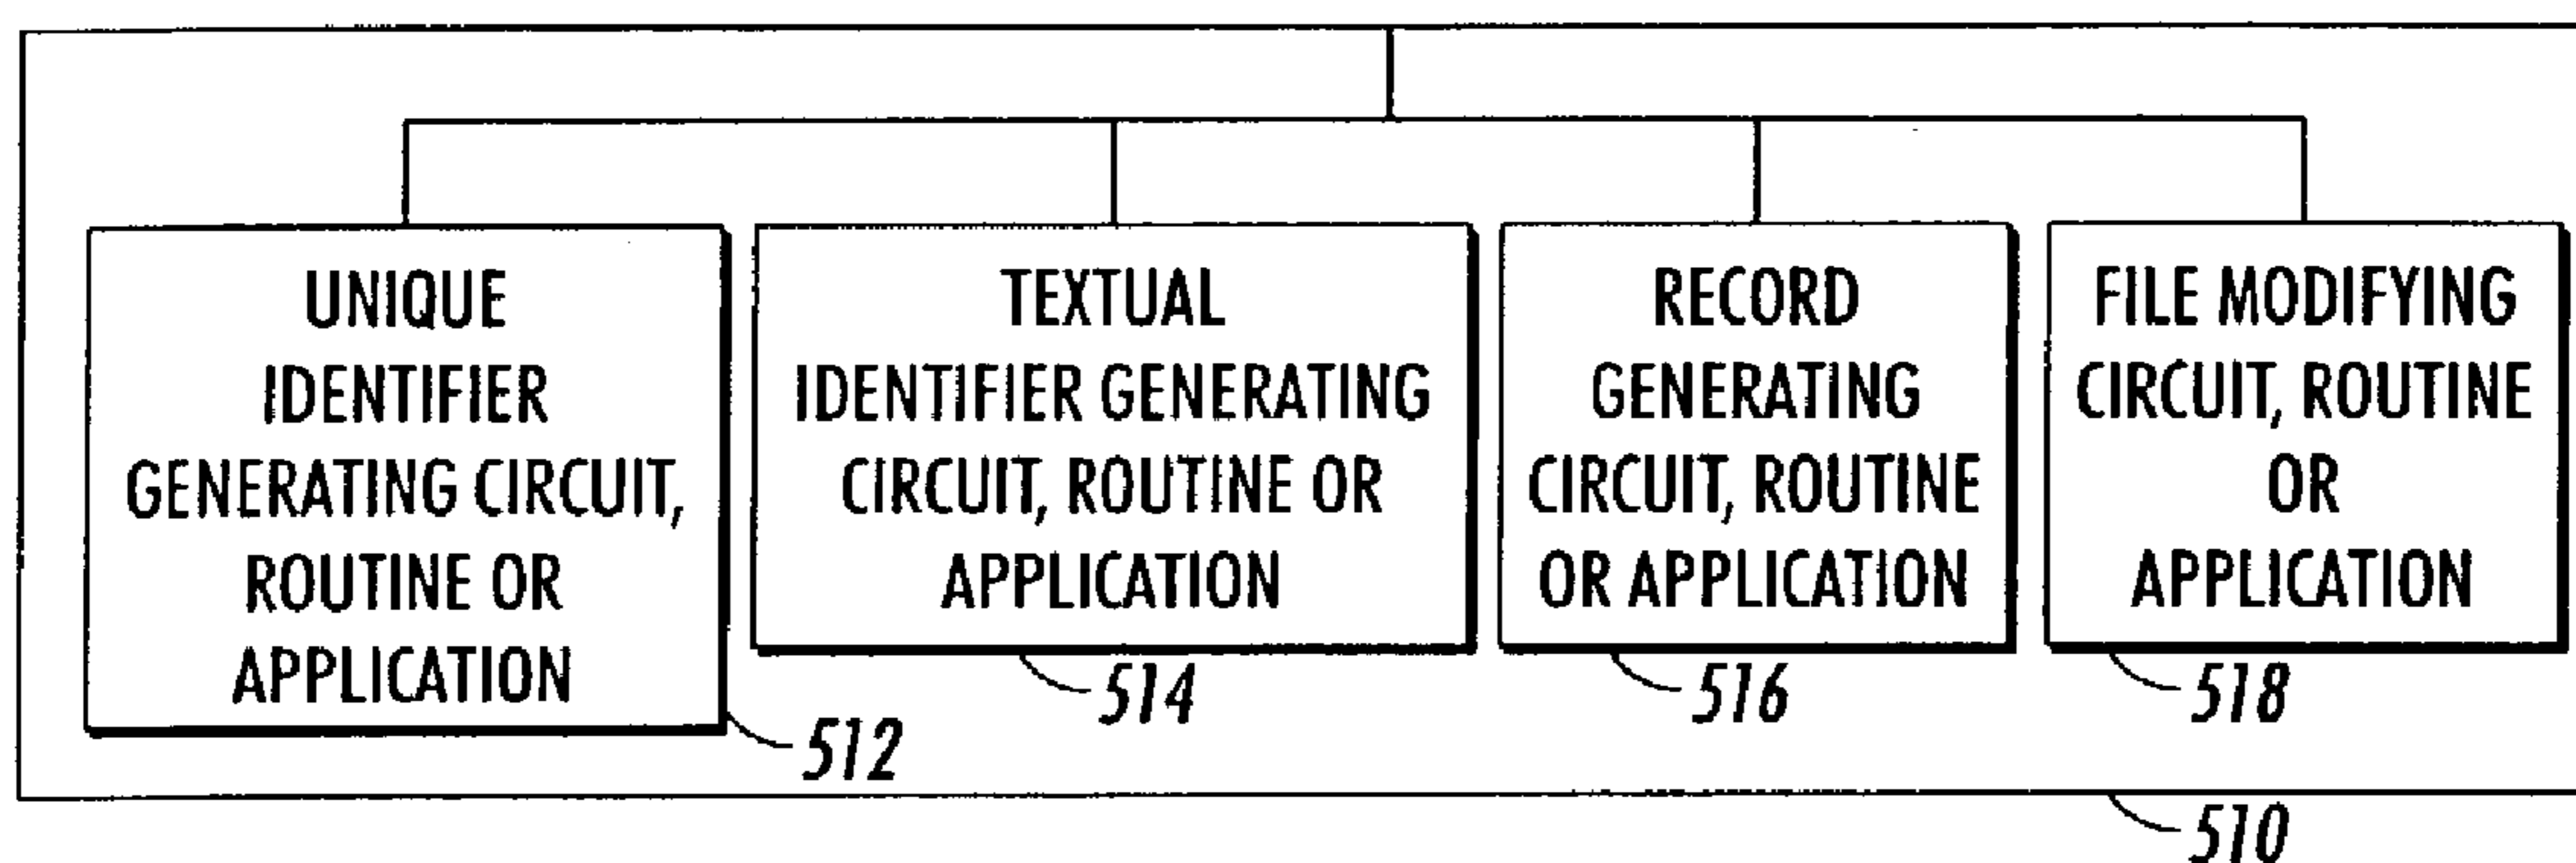 UNIQUE
IDENTIFIER
GENERATING CIRCUIT,
ROUTINE OR
APPLICATION
512
TEXTUAL
IDENTIFIER GENERATING
CIRCUIT, ROUTINE OR
APPLICATION
514
RECORD
GENERATING
CIRCUIT, ROUTINE
OR APPLICATION
516
FILE MODIFYING
CIRCUIT, ROUTINE
OR
APPLICATION
518
510